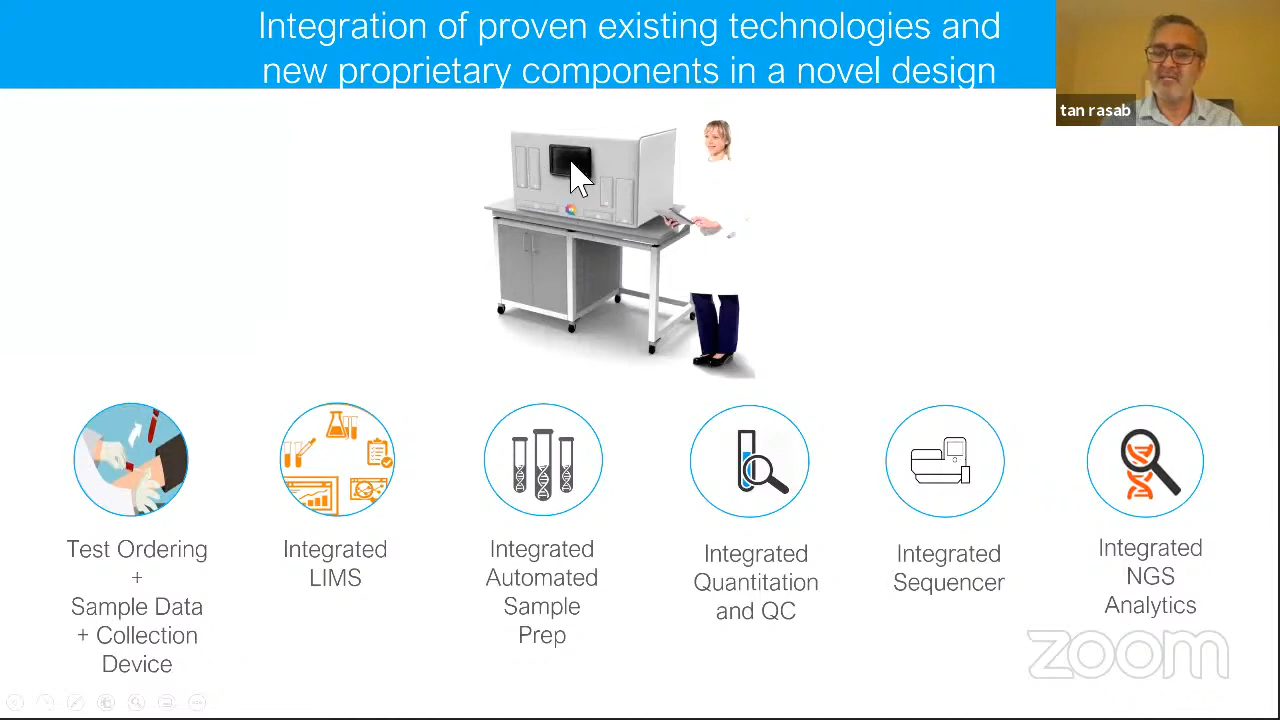 Integration of proven existing technologies and
new proprietary components in a novel design
tan rasab
Test Ordering
+
Sample Data
+ Collection
Device
Integrated
LIMS
Integrated
Automated
Sample
Prep
Integrated
Quantitation
and QC
Integrated
Sequencer
Integrated
NGS
Analytics
zoom